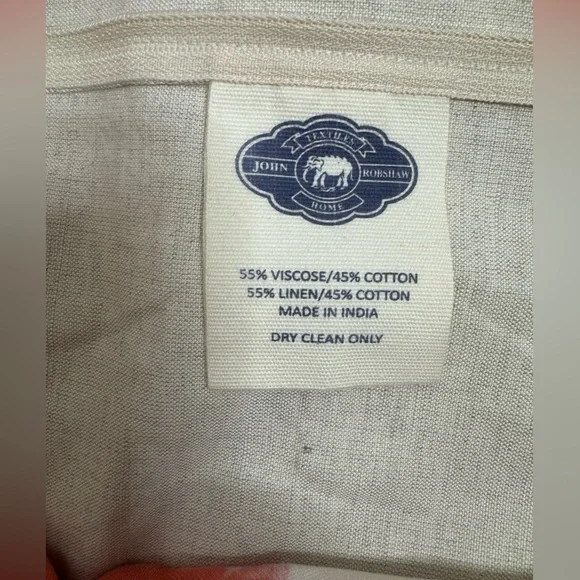 TEXTILES
JOHN ROBSHAW
HOME
55% VISCOSE/45% COTTON
55% LINEN/45% COTTON
MADE IN INDIA
DRY CLEAN ONLY